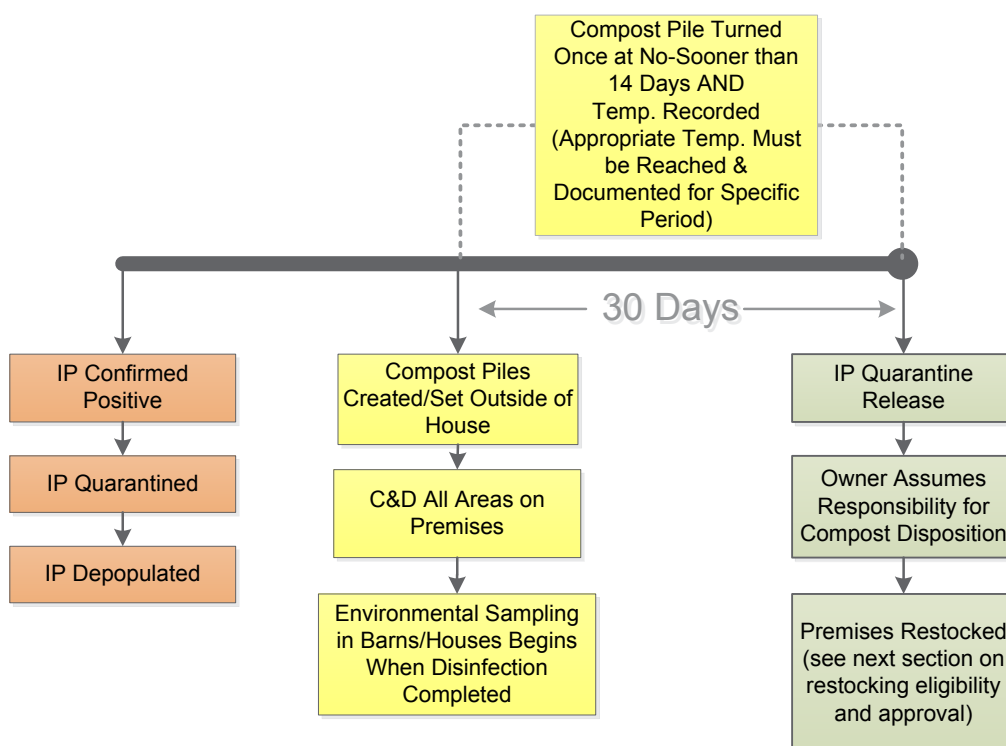 Compost Pile Turned
Once at No-Sooner than
14 Days AND
Temp. Recorded
(Appropriate Temp. Must
be Reached &
Documented for Specific
Period)
30 Days
IP Confirmed
Positive
IP Quarantined
IP Depopulated
Compost Piles
Created/Set Outside of
House
C&D All Areas on
Premises
Environmental Sampling
in Barns/Houses Begins
When Disinfection
Completed
IP Quarantine
Release
Owner Assumes
Responsibility for
Compost Disposition
Premises Restocked
(see next section on
restocking eligibility
and approval)